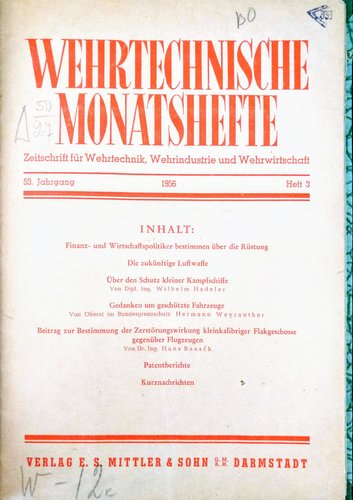 WEHRTECHNISCHE
MONATSHEFTE
Zeitschrift für Wehrtechnik, Wehrindustrie und Wehrwirtschaft
53. Jahrgang 1956 Heft 3
INHALT:
Finanz- und Wirtschaftspolitiker bestimmen über die Rüstung
Die zukünftige Luftwaffe
Über den Schutz kleiner Kampfschiffe
Von Dipl. Ing. Wilhelm Hadeler
Gedanken um geschützte Fahrzeuge
Von Oberst im Bundesgrenzschutz Hermann Weyrauther
Beitrag zur Bestimmung der Zerstörungswirkung kleinkalibriger Flakgeschosse
gegenüber Flugzeugen
Von Dr. Ing. Hans Baasch
Patentberichte
Kurznachrichten
VERLAG E. S. MITTLER & SOHN G.M.B.H. DARMSTADT